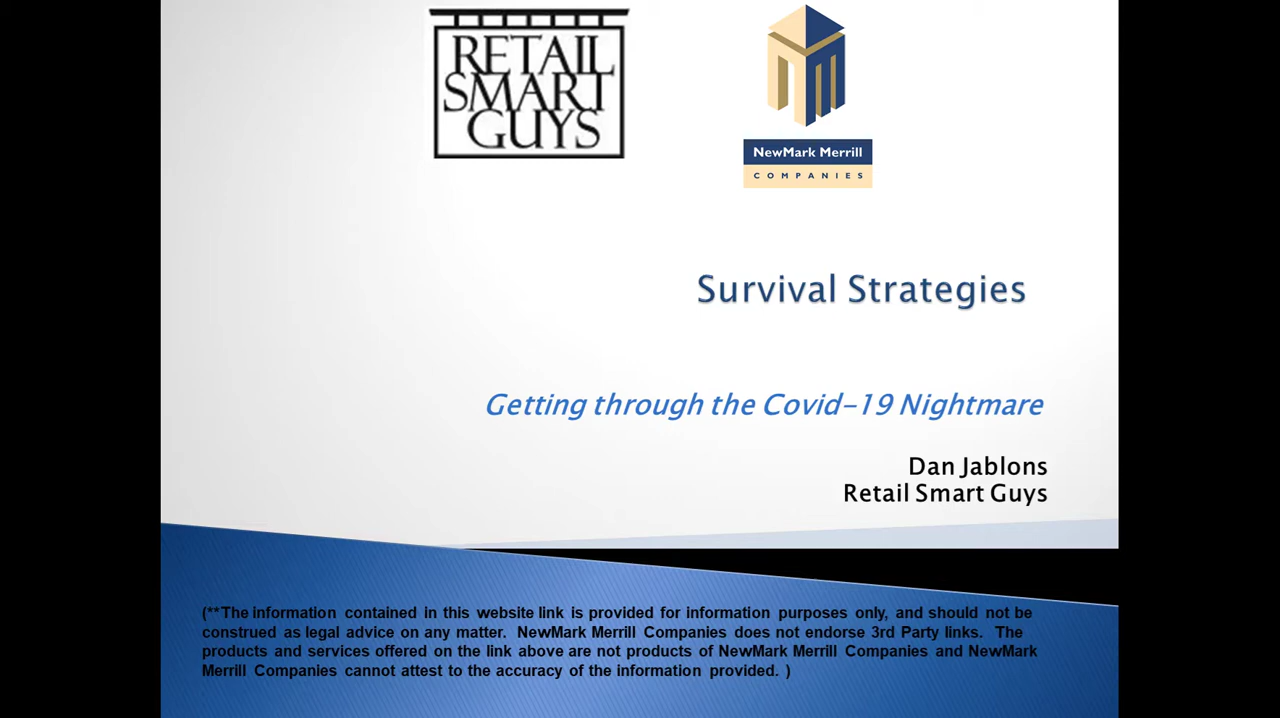 RETAIL
SMART
GUYS
NewMark Merrill
COMPANIES
Survival Strategies
Getting through the Covid-19 Nightmare
Dan Jablons
Retail Smart Guys
(**The information contained in this website link is provided for information purposes only, and should not be
construed as legal advice on any matter. NewMark Merrill Companies does not endorse 3rd Party links. The
products and services offered on the link above are not products of NewMark Merrill Companies and NewMark
Merrill Companies cannot attest to the accuracy of the information provided. )